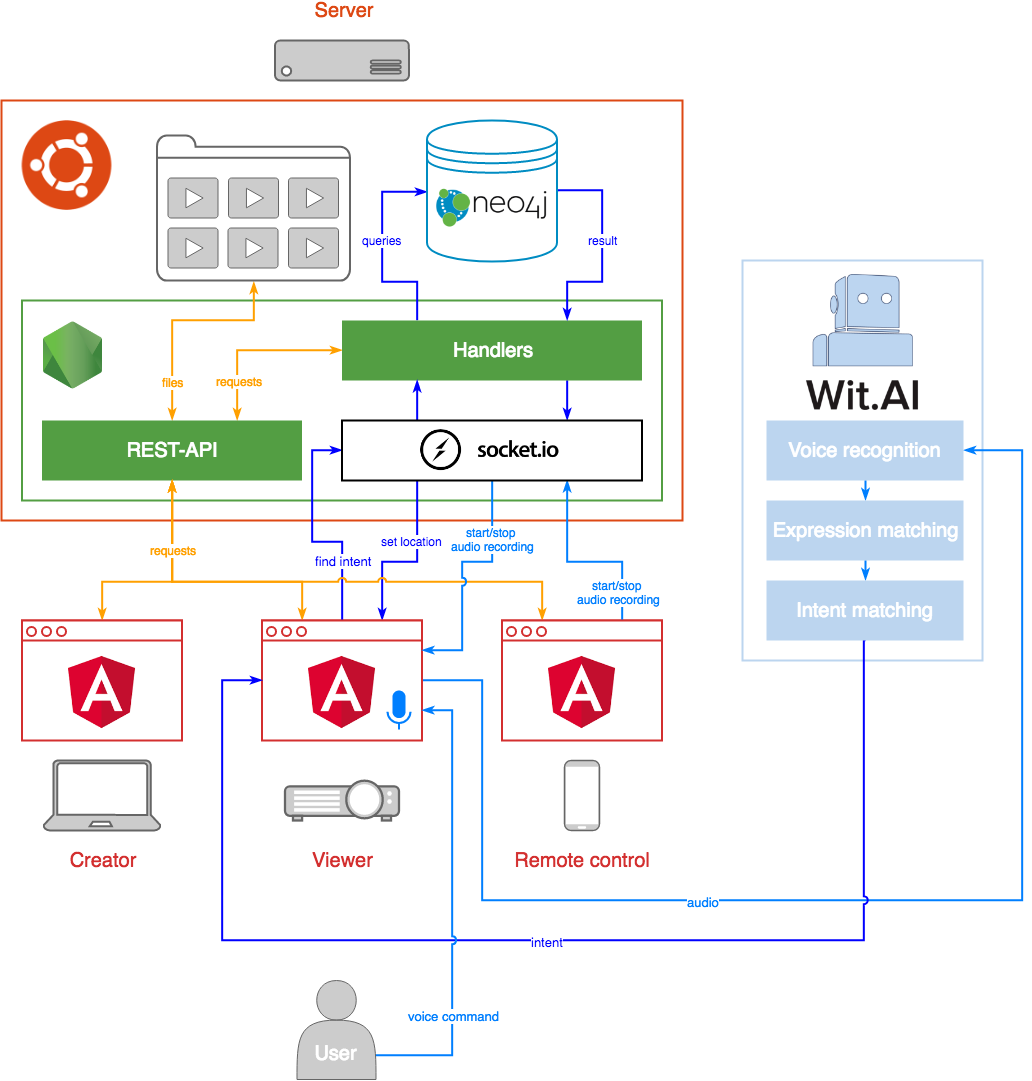 Server
neo4j
queries
result
Handlers
files
requests
REST-API
socket.io
Wit.AI
Voice recognition
Expression matching
Intent matching
requests
find intent
set location
start/stop
audio recording
start/stop
audio recording
Creator
Viewer
Remote control
audio
intent
voice command
User